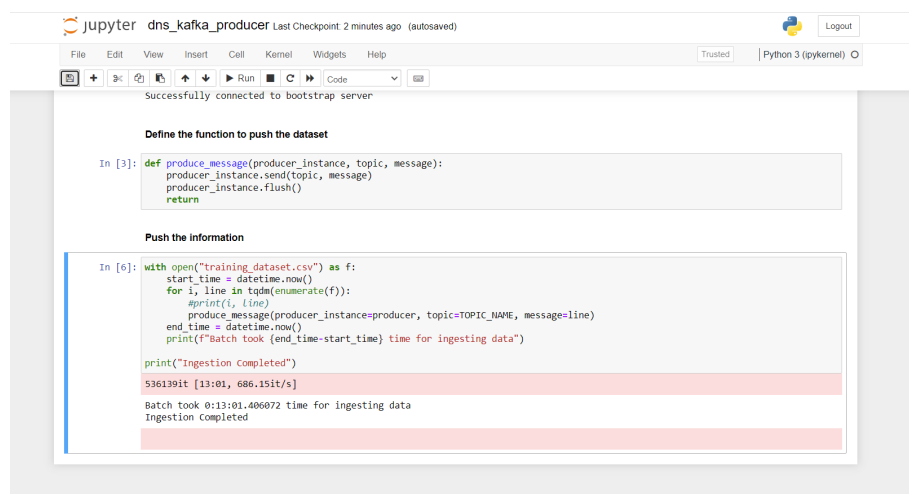 jupyter dns_kafka_producer Last Checkpoint: 2 minutes ago (autosaved)
Logout
File Edit View Insert Cell Kernel Widgets Help
Trusted
Python 3 (ipykernel)
Run
Code
Successfully connected to bootstrap server
Define the function to push the dataset
In [3]: def produce_message(producer_instance, topic, message):
producer_instance.send(topic, message)
producer_instance.flush()
return
Push the information
In [6]: with open("training_dataset.csv") as f:
start_time = datetime.now()
for i, line in tqdm(enumerate(f)):
#print(i, line)
produce_message(producer_instance=producer, topic=TOPIC_NAME, message=line)
end_time = datetime.now()
print(f"Batch took {end_time-start_time} time for ingesting data")
print("Ingestion Completed")
536139it [13:01, 686.15it/s]
Batch took 0:13:01.406072 time for ingesting data
Ingestion Completed